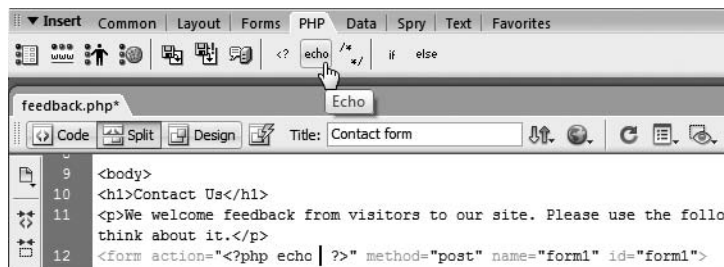 ▼ Insert Common Layout Forms PHP Data Spry Text Favorites
www <? echo /* */ if else
Echo
feedback.php*
Code Split Design Title: Contact form
9 <body>
10 <h1>Contact Us</h1>
11 <p>We welcome feedback from visitors to our site. Please use the follo
think about it.</p>
12 <form action="<?php echo ?>" method="post" name="form1" id="form1">